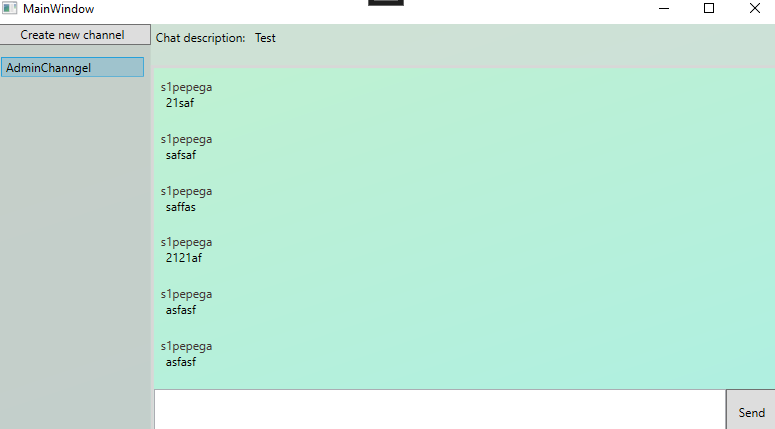 MainWindow
Create new channel
Chat description: Test
AdminChanngel
s1pepega
21saf
s1pepega
safsaf
s1pepega
saffas
s1pepega
2121af
s1pepega
asfasf
s1pepega
asfasf
Send